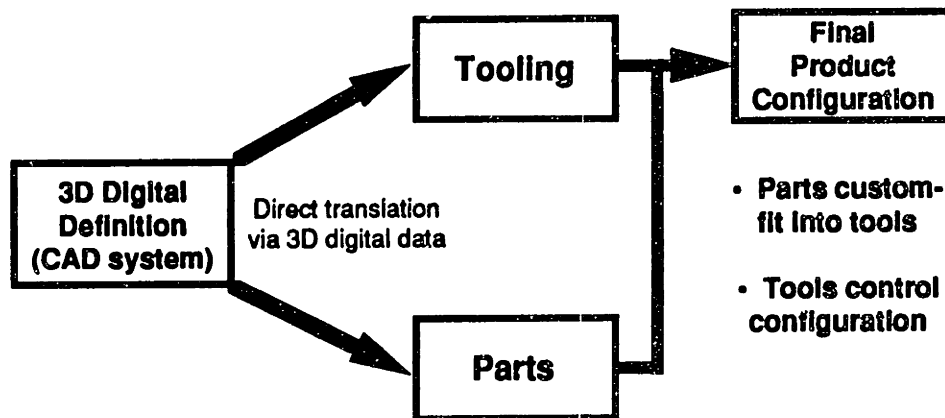 Tooling
Final
Product
Configuration
3D Digital
Definition
(CAD system)
Direct translation
via 3D digital data
• Parts custom-
fit into tools
• Tools control
configuration
Parts